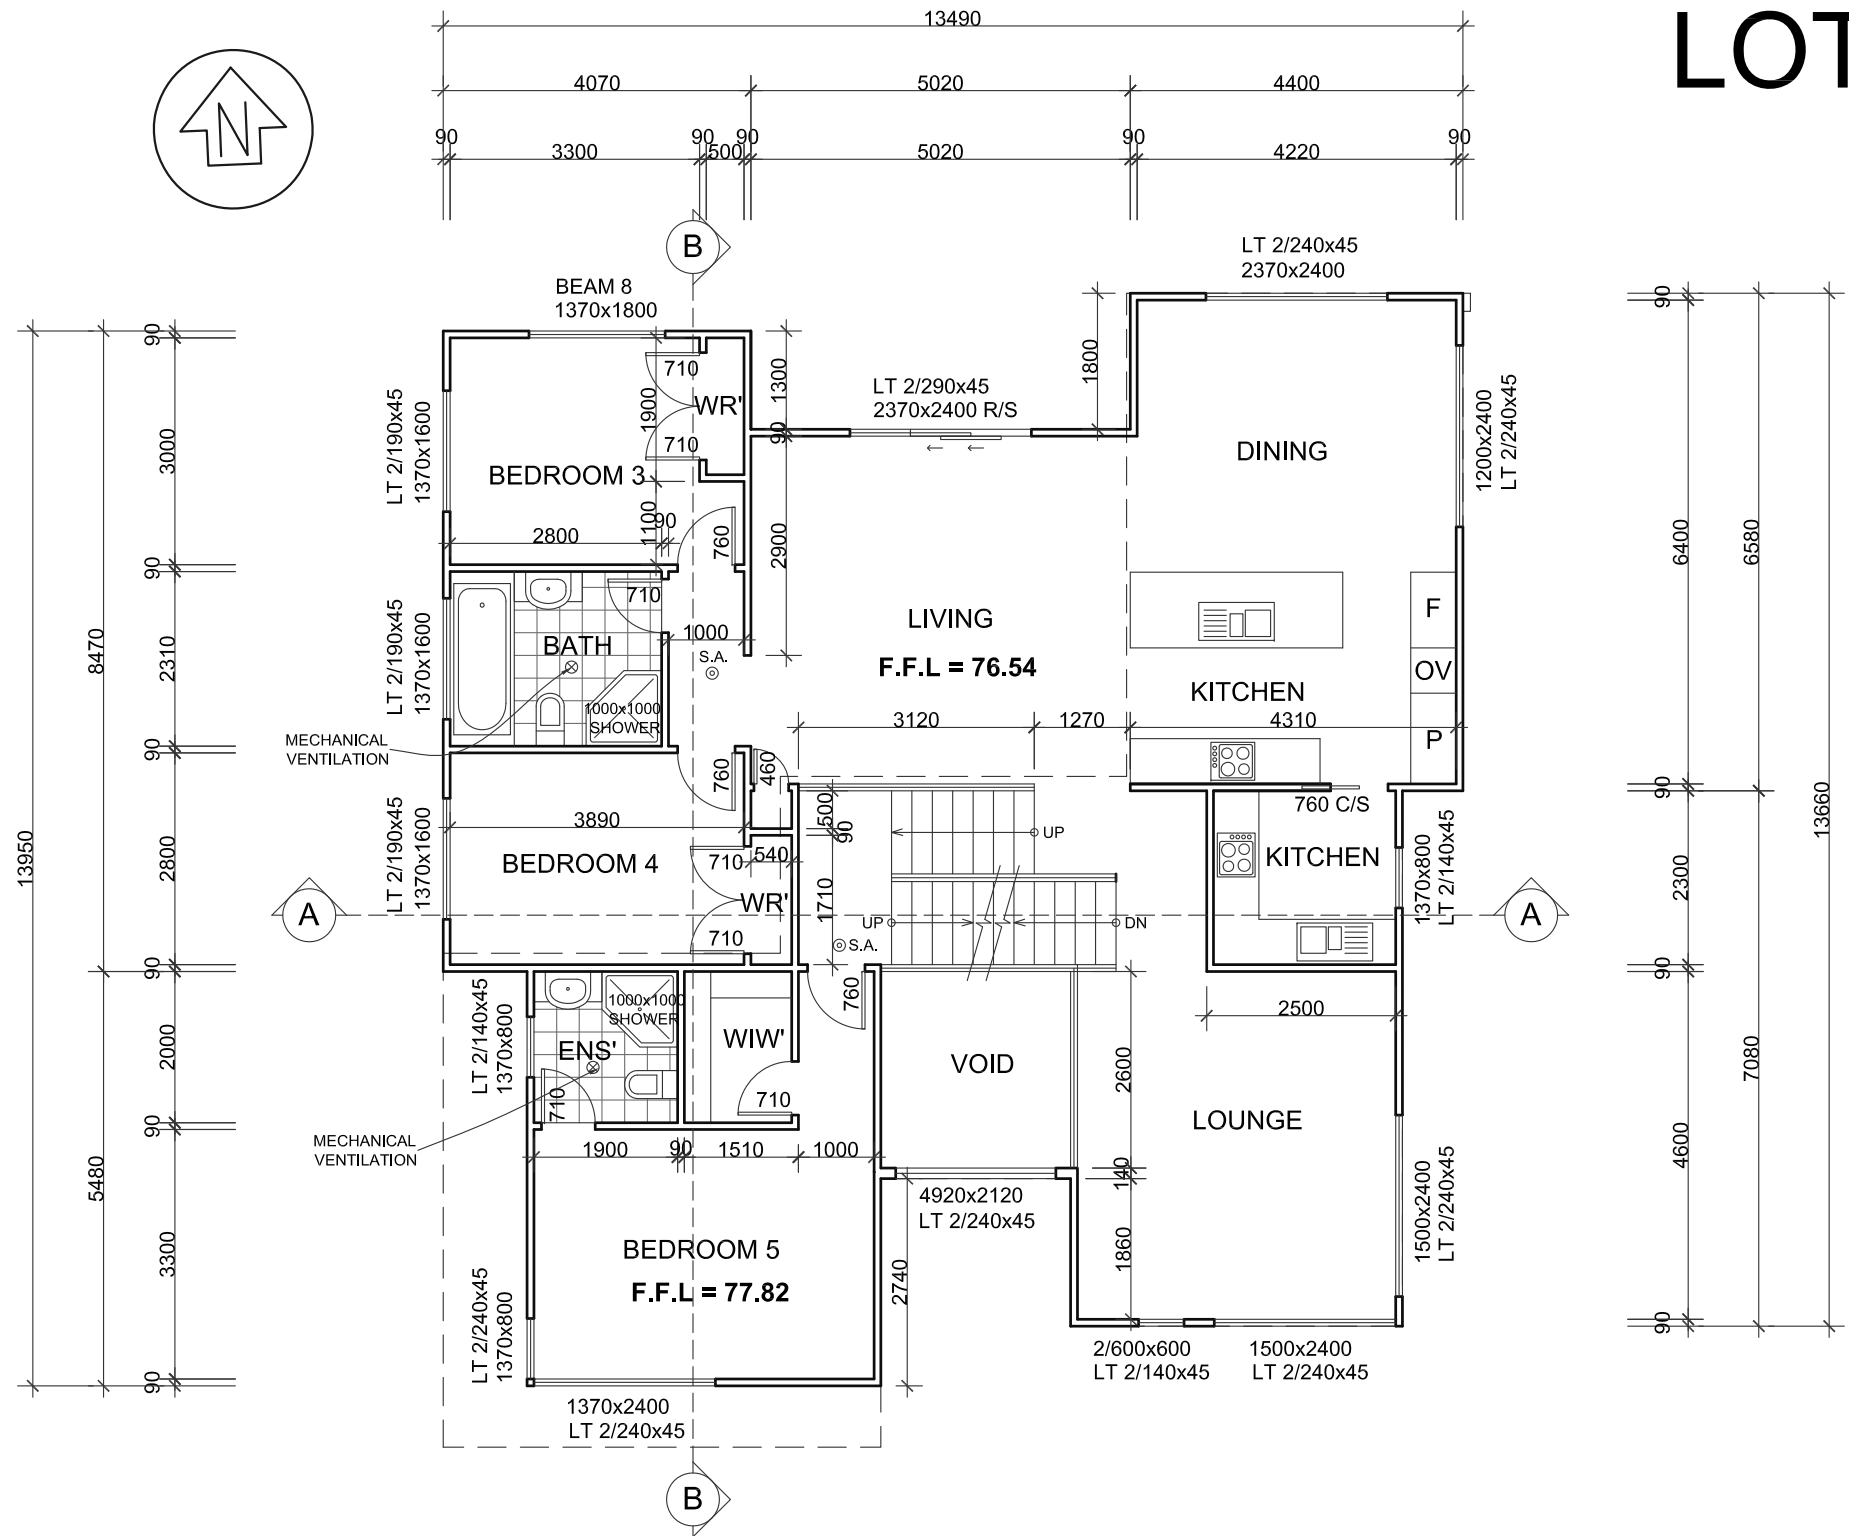 LOT
13490
4070
5020
4400
90
3300
90
500
90
5020
90
4220
90
N
B
BEAM 8
1370x1800
LT 2/240x45
2370x2400
LT 2/290x45
2370x2400 R/S
13950
8470
5480
90
3000
90
2310
90
2800
90
2000
90
3300
90
LT 2/190x45
1370x1600
710
1900
WR'
710
BEDROOM 3
1100
90
2800
760
1300
90
2900
1800
DINING
1200x2400
LT 2/240x45
90
6400
90
2300
90
4600
90
6580
7080
13660
LT 2/190x45
1370x1600
710
BATH
1000
S.A.
1000x1000
SHOWER
MECHANICAL
VENTILATION
LIVING
F.F.L = 76.54
KITCHEN
F
OV
P
3120
1270
4310
760
460
LT 2/190x45
1370x1600
3890
BEDROOM 4
710
540
WR'
710
500
90
1710
UP
UP
DN
S.A.
760 C/S
KITCHEN
1370x800
LT 2/140x45
A
A
LT 2/140x45
1370x800
1000x1000
SHOWER
ENS'
710
WIW'
710
760
VOID
2500
2600
LOUNGE
MECHANICAL
VENTILATION
1900
90
1510
1000
140
1860
4920x2120
LT 2/240x45
1500x2400
LT 2/240x45
BEDROOM 5
F.F.L = 77.82
2740
LT 2/240x45
1370x800
2/600x600
LT 2/140x45
1500x2400
LT 2/240x45
1370x2400
LT 2/240x45
B